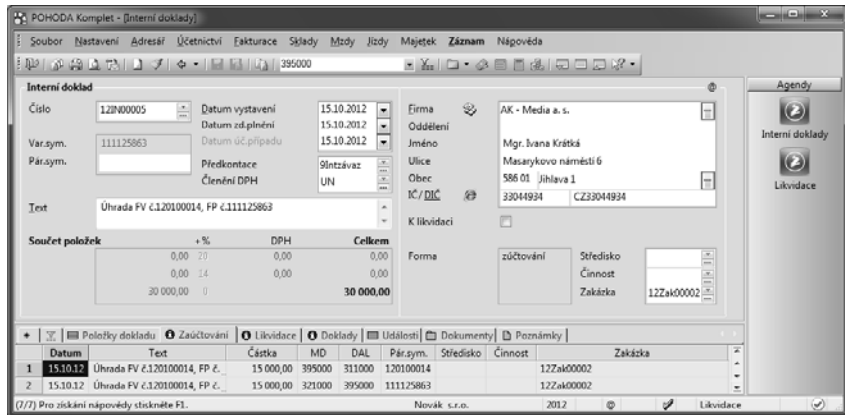 POHODA Komplet - [Interní doklady]
Soubor Nastavení Adresář Účetnictví Fakturace Sklady Mzdy Jízdy Majetek Záznam Nápověda
395000
Interní doklad @ Agendy
Číslo 12IN00005 Datum vystavení 15.10.2012 Firma AK - Media a. s.
Datum zd.plnění 15.10.2012 Oddělení Interní doklady
Var.sym. 111125863 Datum úč.případu 15.10.2012 Jméno Mgr. Ivana Krátká
Pár.sym. Předkontace 9Intzávaz Ulice Masarykovo náměstí 6
Členění DPH UN Obec 586 01 Jihlava 1 Likvidace
IČ/DIČ 33044934 CZ33044934
Text Úhrada FV č.120100014, FP č.111125863
K likvidaci
Součet položek + % DPH Celkem
0,00 20 0,00 0,00 Forma zúčtování Středisko
0,00 14 0,00 0,00 Činnost
30 000,00 0 30 000,00 Zakázka 12Zak00002
Položky dokladu Zaúčtování Likvidace Doklady Události Dokumenty Poznámky
Datum Text Částka MD DAL Pár.sym. Středisko Činnost Zakázka
1 15.10.12 Úhrada FV č.120100014, FP č. 15 000,00 395000 311000 120100014 12Zak00002
2 15.10.12 Úhrada FV č.120100014, FP č. 15 000,00 321000 395000 111125863 12Zak00002
(7/7) Pro získání nápovědy stiskněte F1. Novák s.r.o. 2012 @ Likvidace